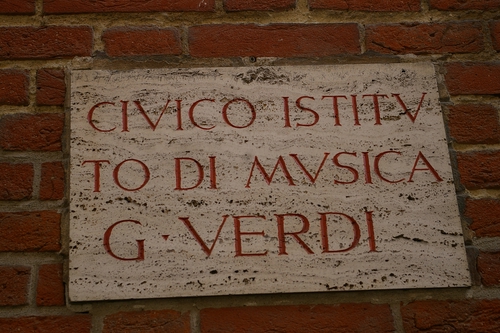 CIVICO ISTITV
TO DI MVSICA
G · VERDI